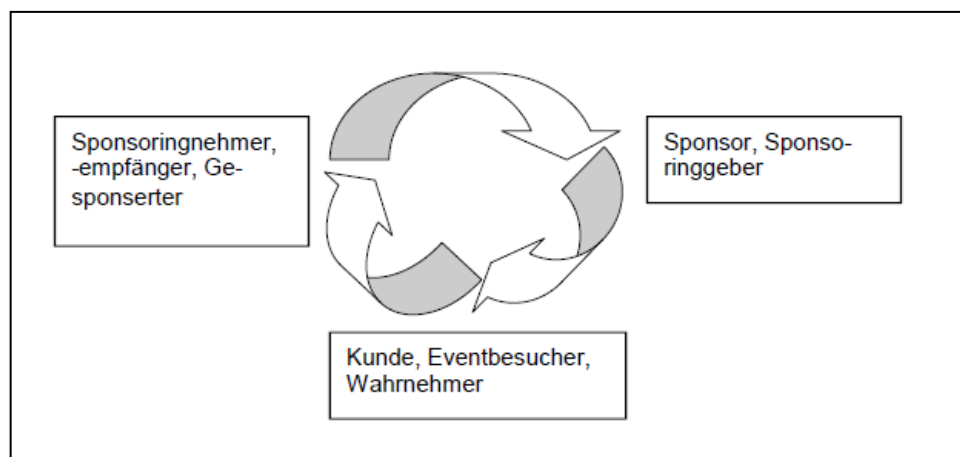 Sponsoringnehmer,
-empfänger, Ge-
sponserter
Sponsor, Sponso-
ringgeber
Kunde, Eventbesucher,
Wahrnehmer